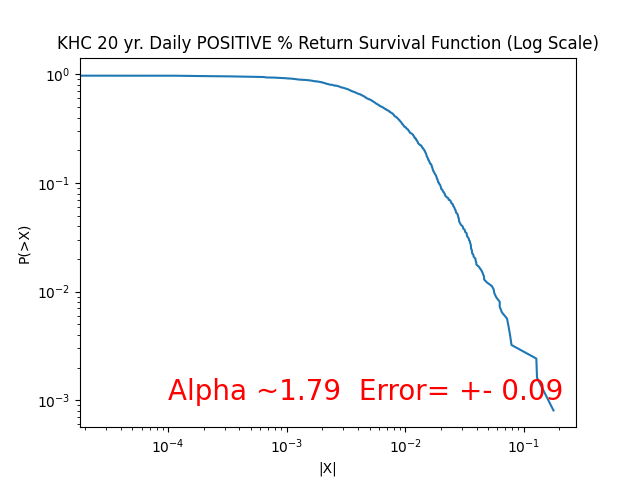 KHC 20 yr. Daily POSITIVE % Return Survival Function (Log Scale)
10⁰
10⁻¹
10⁻²
10⁻³
P(>X)
Alpha ~1.79  Error= +- 0.09
10⁻⁴ 10⁻³ 10⁻² 10⁻¹
|X|